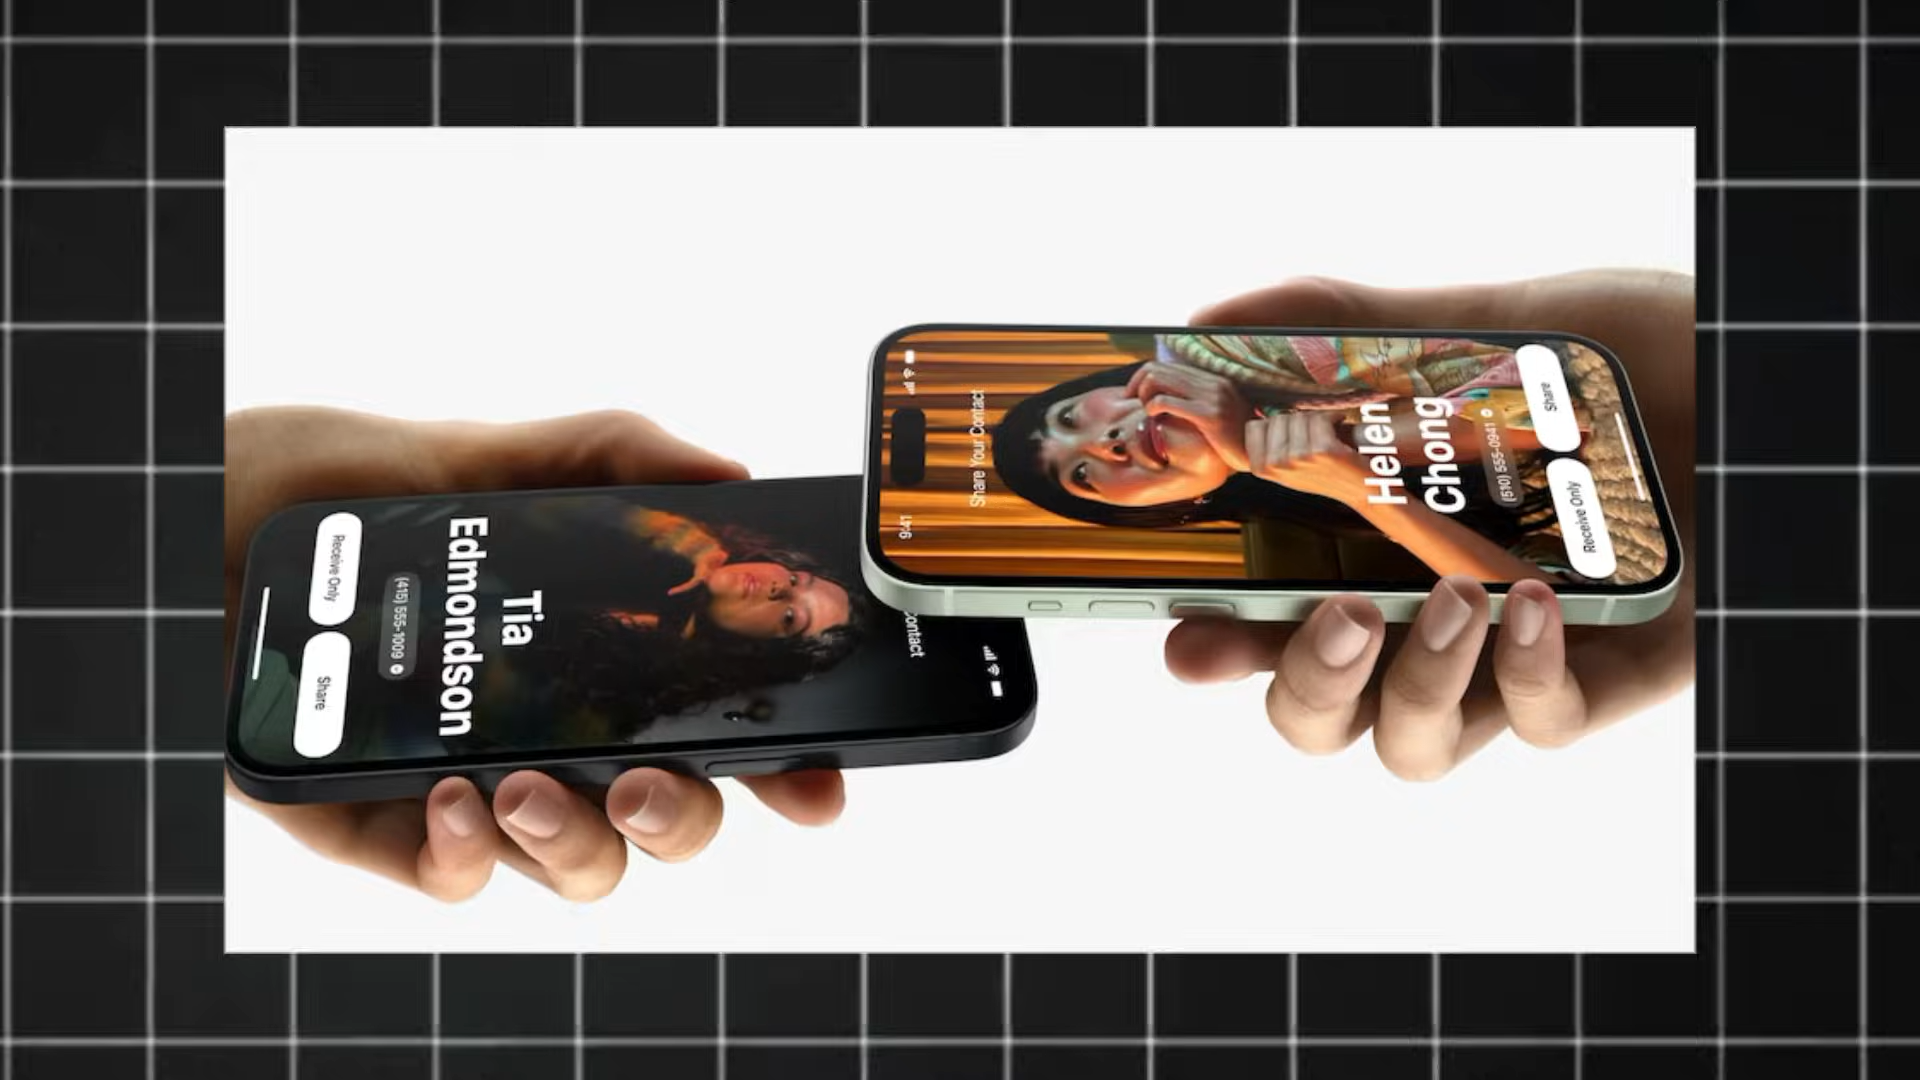 Tia
Edmondson
(415) 555-1009
Receive Only
Share
9:41
Share Your Contact
Helen
Chong
(510) 555-0941
Receive Only
Share